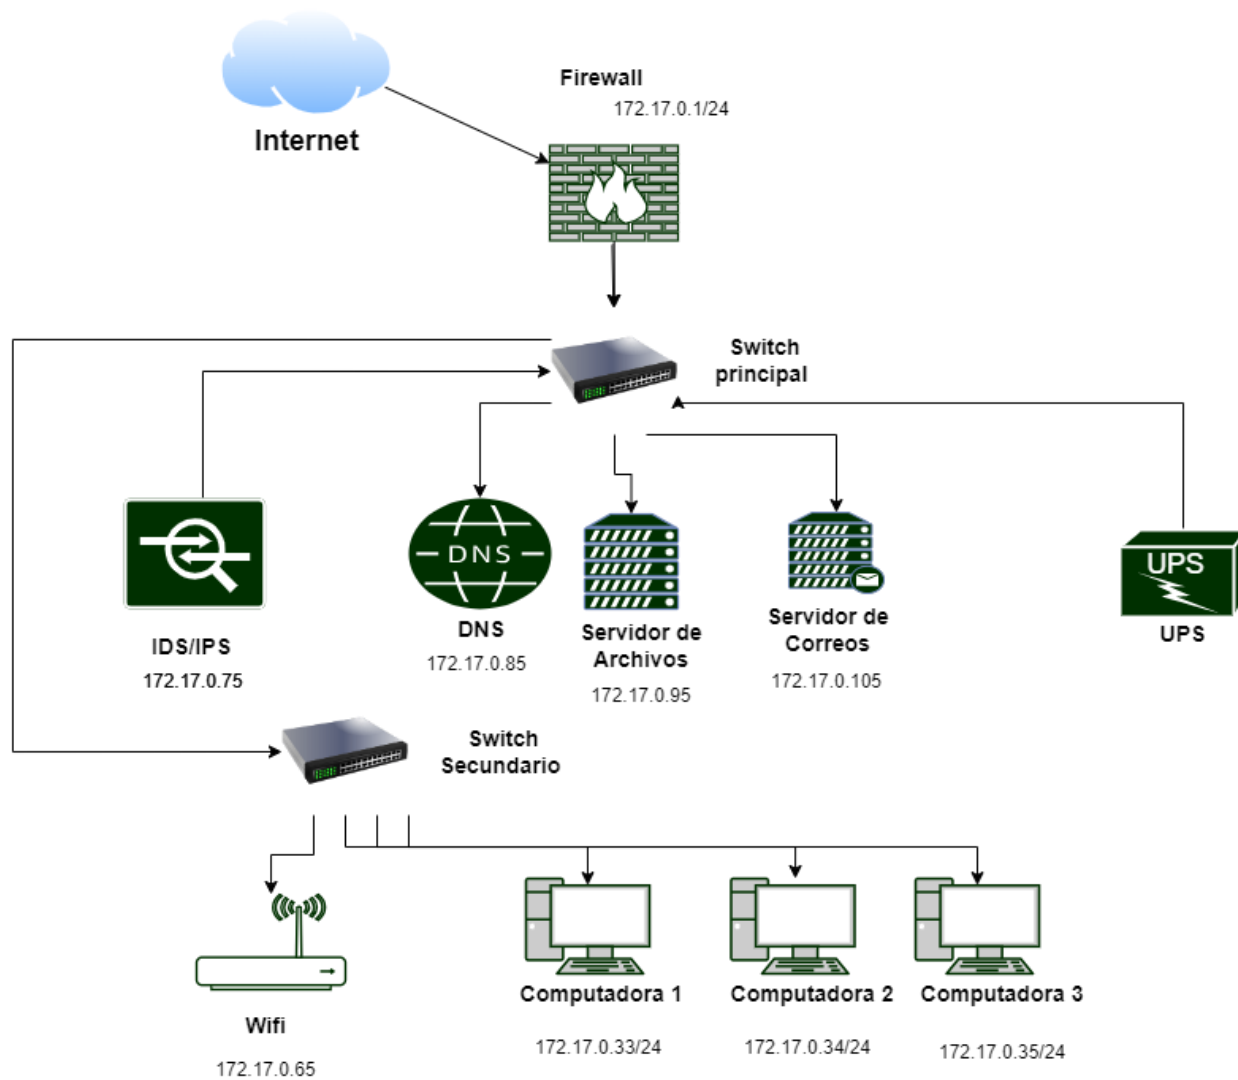 Internet
Firewall
172.17.0.1/24
Switch
principal
DNS
UPS
IDS/IPS
172.17.0.75
DNS
172.17.0.85
Servidor de
Archivos
172.17.0.95
Servidor de
Correos
172.17.0.105
UPS
Switch
Secundario
Wifi
172.17.0.65
Computadora 1
172.17.0.33/24
Computadora 2
172.17.0.34/24
Computadora 3
172.17.0.35/24